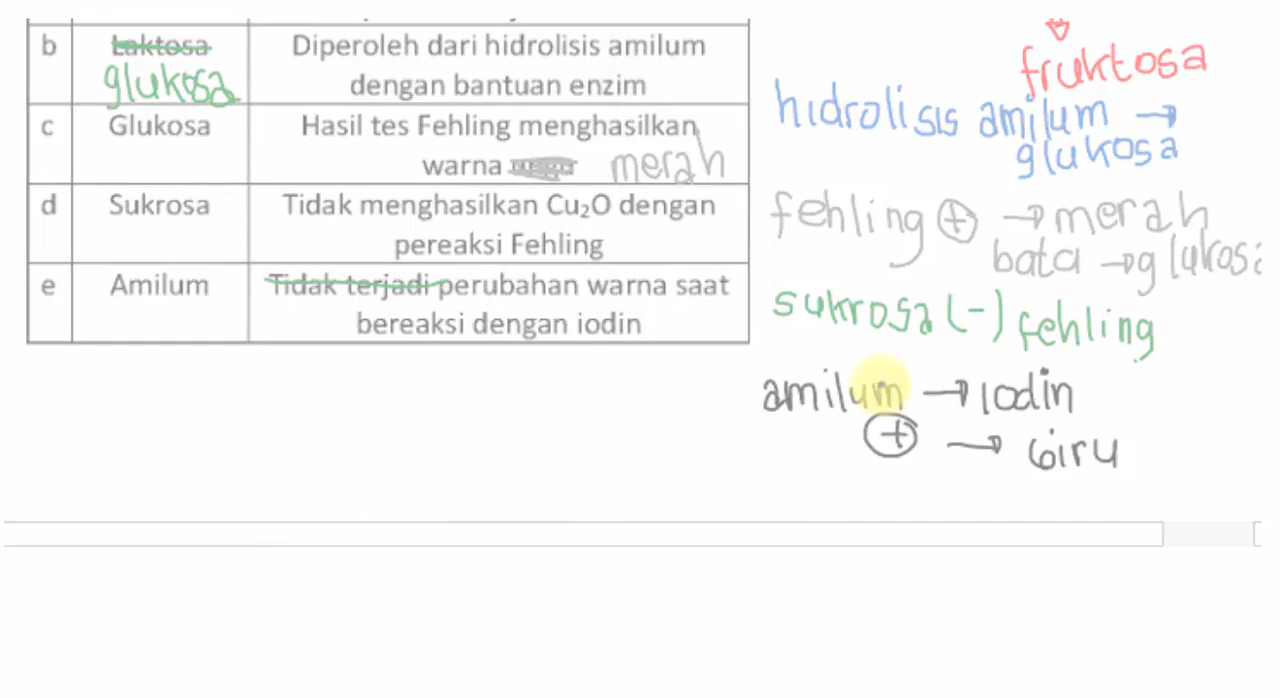 b Laktosa Diperoleh dari hidrolisis amilum
glukosa dengan bantuan enzim
c Glukosa Hasil tes Fehling menghasilkan
warna merah
d Sukrosa Tidak menghasilkan Cu₂O dengan
pereaksi Fehling
e Amilum Tidak terjadi perubahan warna saat
bereaksi dengan iodin
fruktosa
hidrolisis amilum →
glukosa
fehling (+) → merah
bata → glukosa
sukrosa (-) fehling
amilum → iodin
(+) → biru